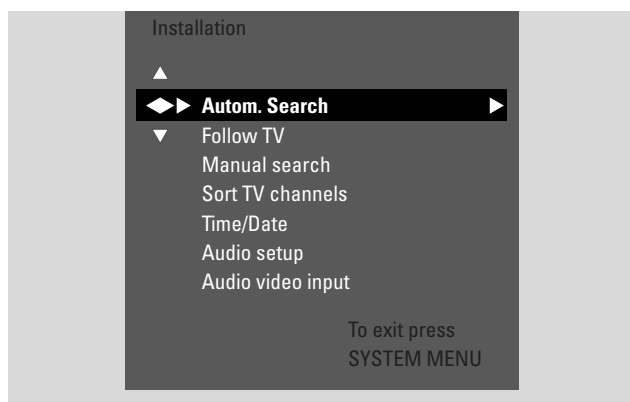 Installation
Autom. Search
Follow TV
Manual search
Sort TV channels
Time/Date
Audio setup
Audio video input
To exit press
SYSTEM MENU